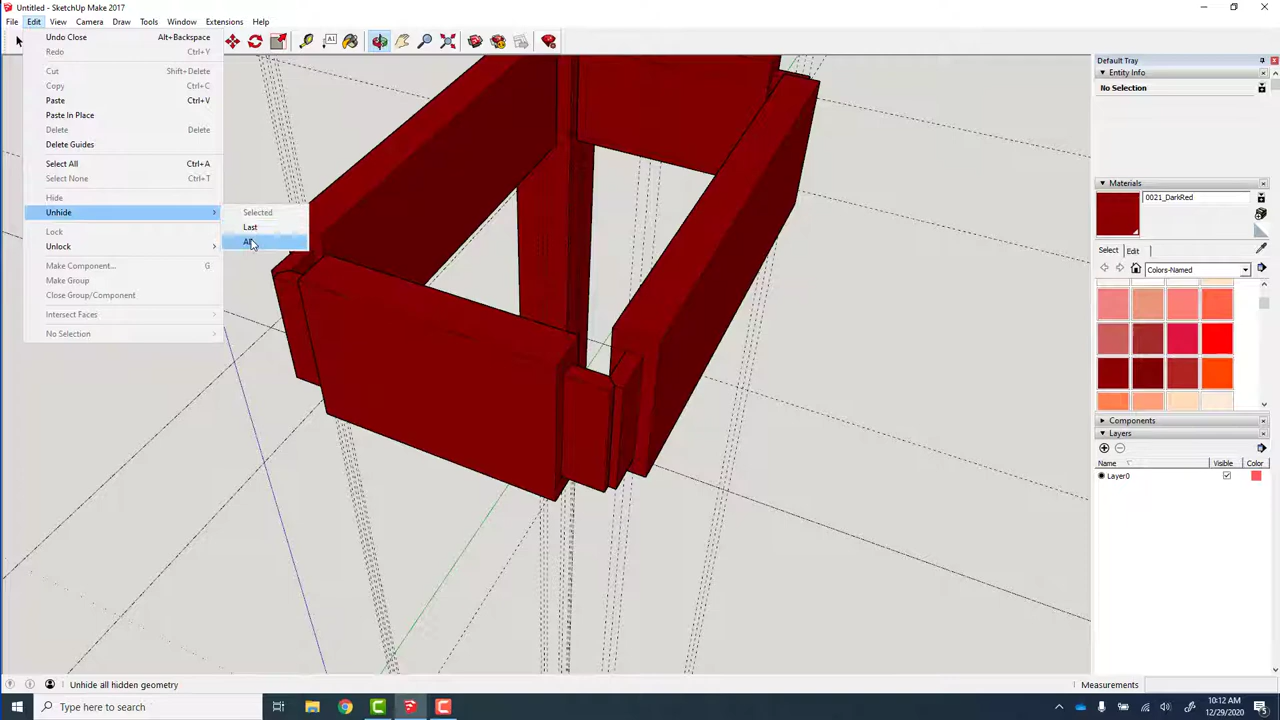 Untitled - SketchUp Make 2017
File Edit View Camera Draw Tools Window Extensions Help
Undo Close Alt+Backspace
Redo Ctrl+Y
Cut Shift+Delete
Copy Ctrl+C
Paste Ctrl+V
Paste In Place
Delete Delete
Delete Guides
Select All Ctrl+A
Select None Ctrl+T
Hide
Unhide
Selected
Last
Lock
Unlock
Make Component... G
Make Group
Close Group/Component
Intersect Faces
No Selection
Default Tray
Entity Info
No Selection
Materials
0021_DarkRed
Select Edit
Colors-Named
Components
Layers
Name Visible Color
Layer0
Unhide all hidden geometry
Measurements
Type here to search
10:12 AM
12/29/2020